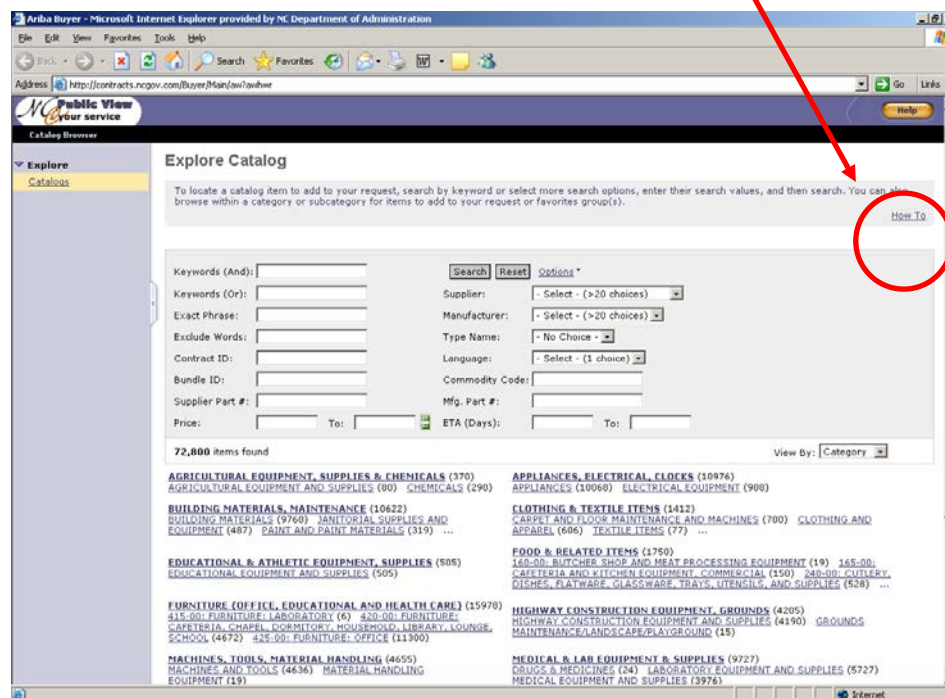 Ariba Buyer - Microsoft Internet Explorer provided by NC Department of Administration
File Edit View Favorites Tools Help
Back Search Favorites
Address http://contracts.ncgov.com/Buyer/Main/aw?awhwr Go Links
NC Public View
@your service
Help
Catalog Browser
Explore
Catalogs
Explore Catalog
To locate a catalog item to add to your request, search by keyword or select more search options, enter their search values, and then search. You can also
browse within a category or subcategory for items to add to your request or favorites group(s).
How To
Keywords (And): Search Reset Options *
Keywords (Or): Supplier: - Select - (>20 choices)
Exact Phrase: Manufacturer: - Select - (>20 choices)
Exclude Words: Type Name: - No Choice -
Contract ID: Language: - Select - (1 choice)
Bundle ID: Commodity Code:
Supplier Part #: Mfg. Part #:
Price: To: ETA (Days): To:
72,800 items found View By: Category
AGRICULTURAL EQUIPMENT, SUPPLIES & CHEMICALS (370)
AGRICULTURAL EQUIPMENT AND SUPPLIES (80) CHEMICALS (290)
APPLIANCES, ELECTRICAL, CLOCKS (10976)
APPLIANCES (10068) ELECTRICAL EQUIPMENT (908)
BUILDING MATERIALS, MAINTENANCE (10622)
BUILDING MATERIALS (9760) JANITORIAL SUPPLIES AND
EQUIPMENT (487) PAINT AND PAINT MATERIALS (319) ...
CLOTHING & TEXTILE ITEMS (1412)
CARPET AND FLOOR MAINTENANCE AND MACHINES (700) CLOTHING AND
APPAREL (606) TEXTILE ITEMS (77) ...
EDUCATIONAL & ATHLETIC EQUIPMENT, SUPPLIES (505)
EDUCATIONAL EQUIPMENT AND SUPPLIES (505)
FOOD & RELATED ITEMS (1750)
160-00: BUTCHER SHOP AND MEAT PROCESSING EQUIPMENT (19) 165-00:
CAFETERIA AND KITCHEN EQUIPMENT, COMMERCIAL (150) 240-00: CUTLERY,
DISHES, FLATWARE, GLASSWARE, TRAYS, UTENSILS, AND SUPPLIES (528) ...
FURNITURE (OFFICE, EDUCATIONAL AND HEALTH CARE) (15978)
415-00: FURNITURE: LABORATORY (6) 420-00: FURNITURE:
CAFETERIA, CHAPEL, DORMITORY, HOUSEHOLD, LIBRARY, LOUNGE,
SCHOOL (4672) 425-00: FURNITURE: OFFICE (11300)
HIGHWAY CONSTRUCTION EQUIPMENT, GROUNDS (4205)
HIGHWAY CONSTRUCTION EQUIPMENT AND SUPPLIES (4190) GROUNDS
MAINTENANCE/LANDSCAPE/PLAYGROUND (15)
MACHINES, TOOLS, MATERIAL HANDLING (4655)
MACHINES AND TOOLS (4636) MATERIAL HANDLING
EQUIPMENT (19)
MEDICAL & LAB EQUIPMENT & SUPPLIES (9727)
DRUGS & MEDICINES (24) LABORATORY EQUIPMENT AND SUPPLIES (5727)
MEDICAL EQUIPMENT AND SUPPLIES (3976)
Internet